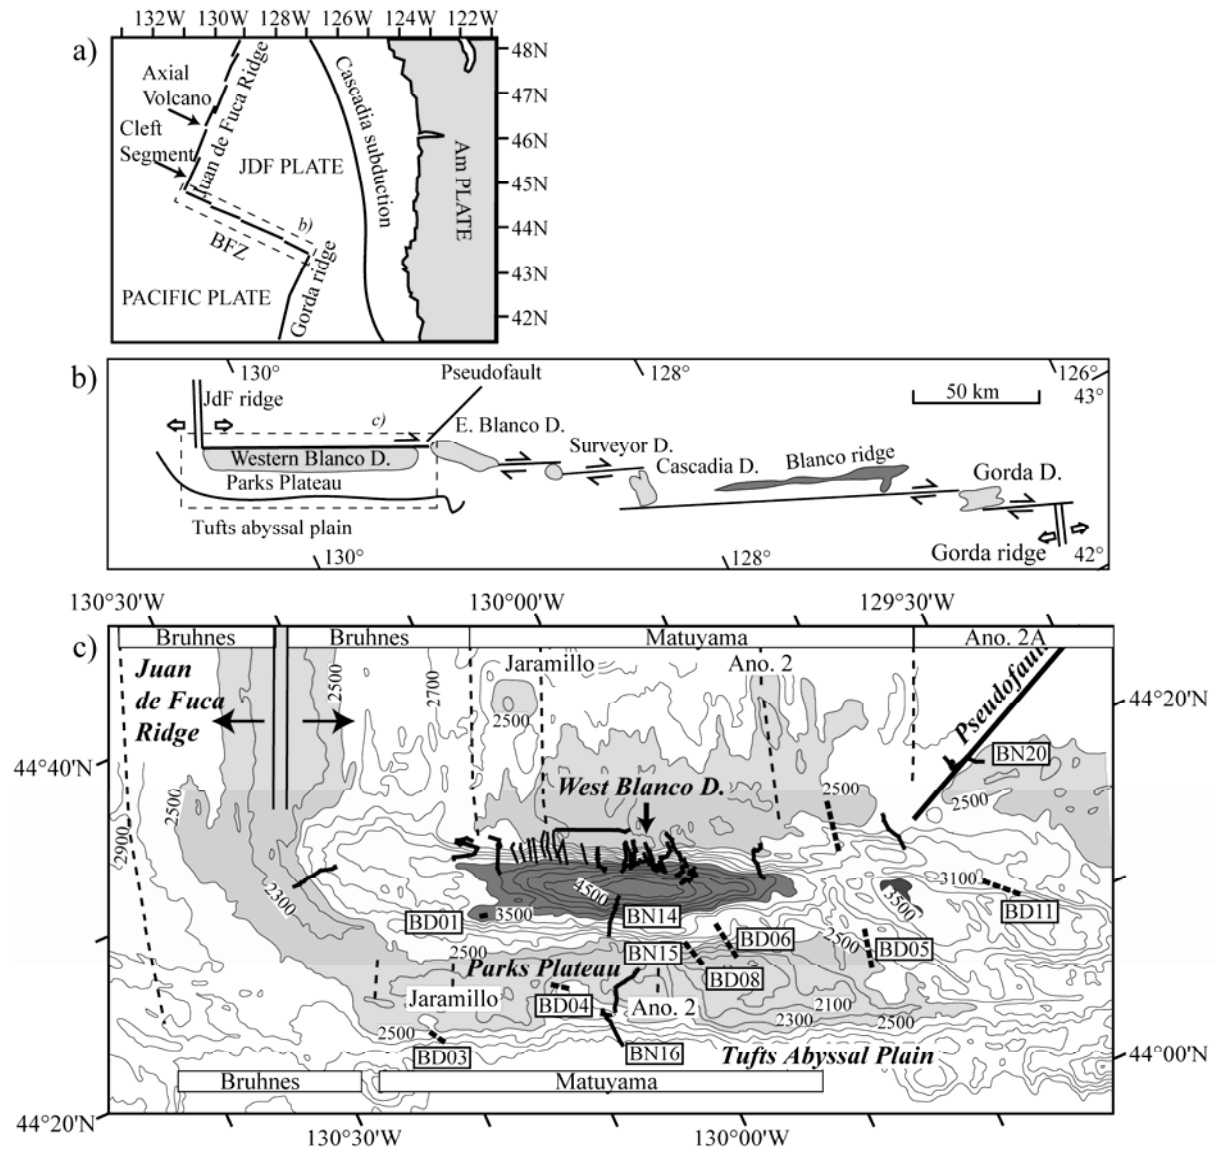 132W 130W 128W 126W 124W 122W
a)
48N
47N
46N
45N
44N
43N
42N
Axial
Volcano
Cleft
Segment
Juan de Fuca Ridge
Cascadia subduction
JDF PLATE
Am PLATE
b)
BFZ
PACIFIC PLATE
Gorda ridge
b)
130°
Pseudofault
128°
126°
43°
JdF ridge
50 km
c)
E. Blanco D.
Surveyor D.
Western Blanco D.
Cascadia D.
Blanco ridge
Gorda D.
Parks Plateau
Tufts abyssal plain
130°
128°
Gorda ridge
42°
130°30'W 130°00'W 129°30'W
c)
Bruhnes Bruhnes Matuyama Ano. 2A
Juan
de Fuca
Ridge
2500
2700
Jaramillo
Ano. 2
2500
Pseudofault
44°20'N
44°40'N
BN20
West Blanco D.
2500
2500
2500
2900
2300
4500
3100
3500
BD01
3500
BN14
BD11
BD06
2500
BD05
2500
BN15
Parks Plateau
BD08
Jaramillo
BD04
Ano. 2
2100
2300
2500
2500
BD03
BN16
Tufts Abyssal Plain
44°00'N
Bruhnes Matuyama
44°20'N
130°30'W 130°00'W